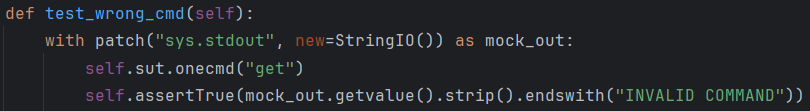 def test_wrong_cmd(self):
    with patch("sys.stdout", new=StringIO()) as mock_out:
        self.sut.onecmd("get")
        self.assertTrue(mock_out.getvalue().strip().endswith("INVALID COMMAND"))